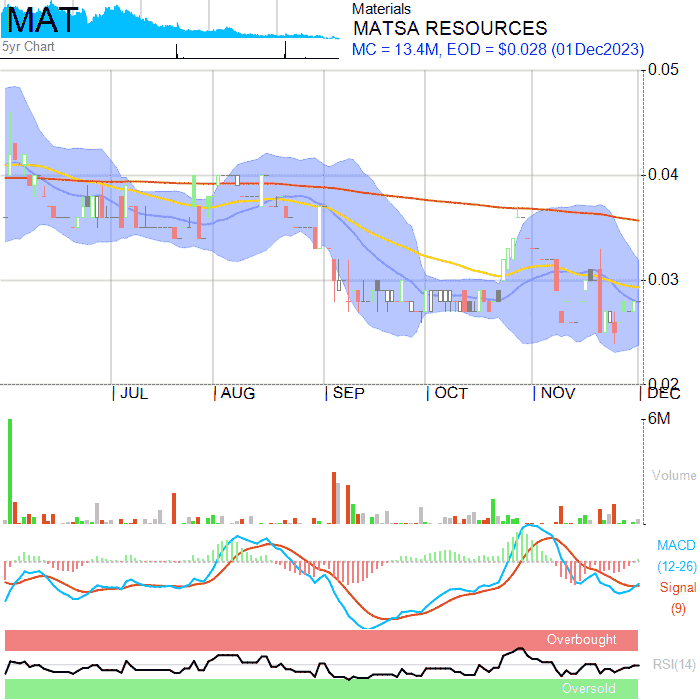 MAT
5yr Chart
Materials
MATSA RESOURCES
MC = 13.4M, EOD = $0.028 (01Dec2023)
0.05
0.04
0.03
0.02
JUL AUG SEP OCT NOV DEC
6M
Volume
MACD
(12-26)
Signal
(9)
Overbought
RSI(14)
Oversold